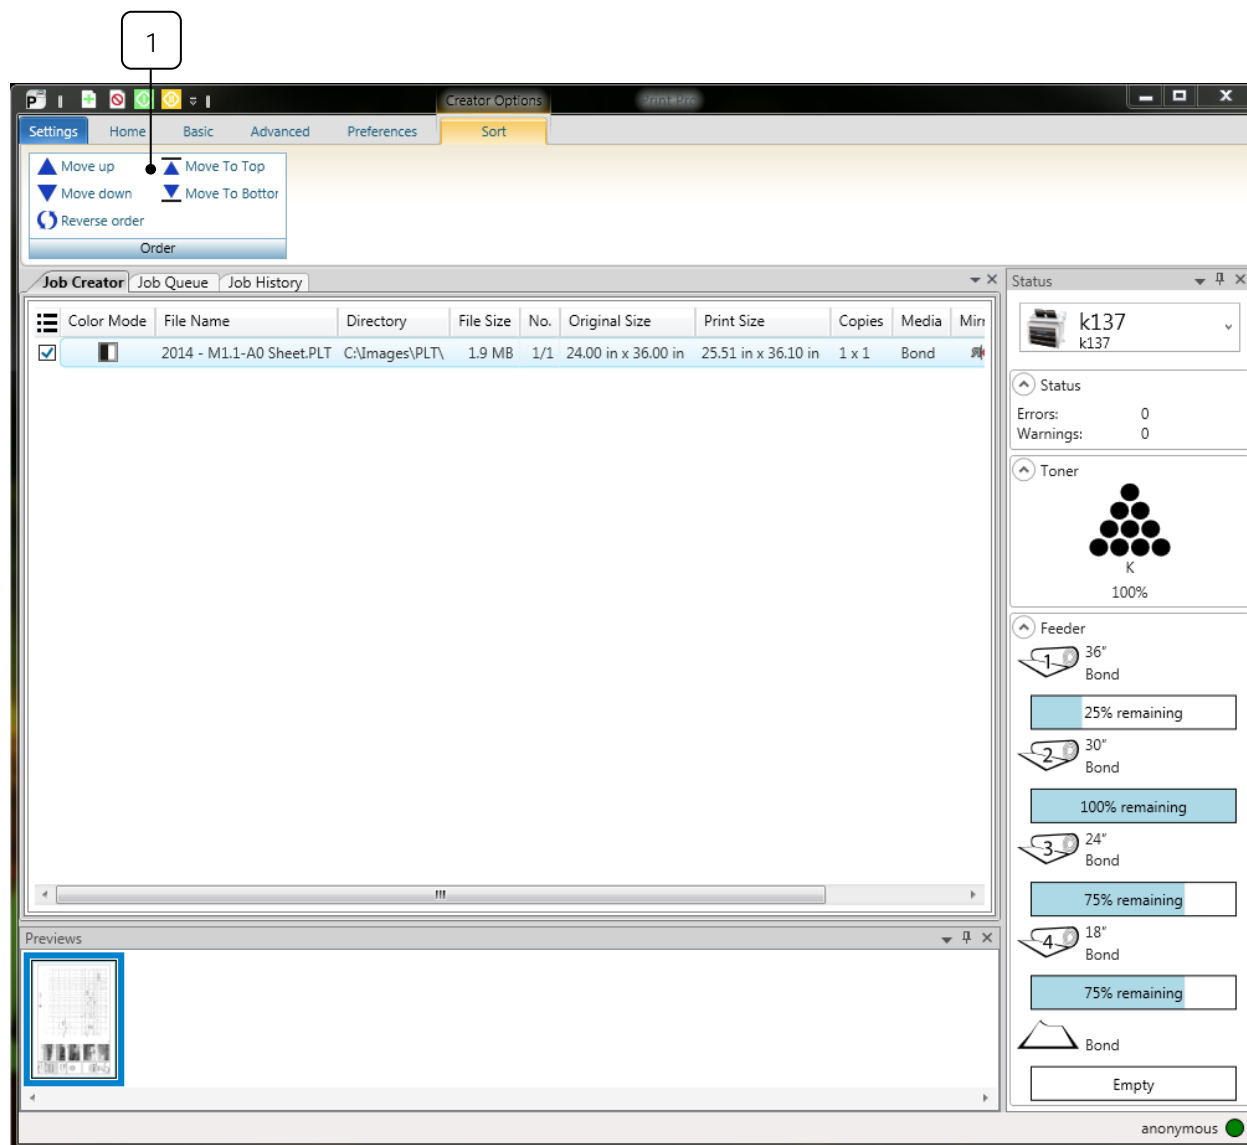 1
Creator Options Print Pro
Settings Home Basic Advanced Preferences Sort
Move up Move To Top
Move down Move To Bottor
Reverse order
Order
Job Creator Job Queue Job History
Color Mode File Name Directory File Size No. Original Size Print Size Copies Media Mirr
2014 - M1.1-A0 Sheet.PLT C:\Images\PLT\ 1.9 MB 1/1 24.00 in x 36.00 in 25.51 in x 36.10 in 1 x 1 Bond
Previews
Status
k137
k137
Status
Errors: 0
Warnings: 0
Toner
K
100%
Feeder
1 36"
Bond
25% remaining
2 30"
Bond
100% remaining
3 24"
Bond
75% remaining
4 18"
Bond
75% remaining
Bond
Empty
anonymous